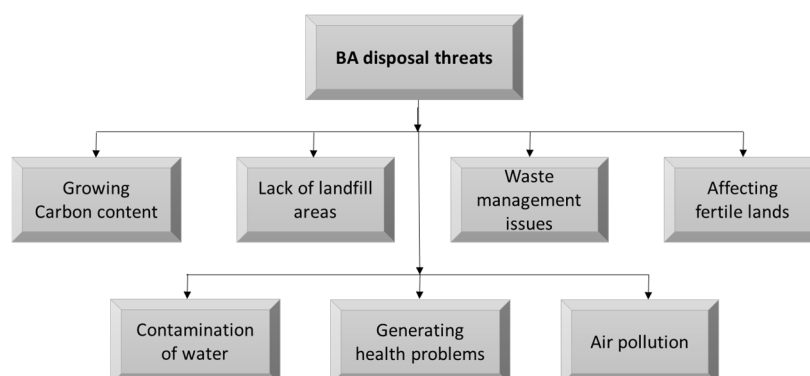 BA disposal threats
Growing
Carbon content
Lack of landfill
areas
Waste
management
issues
Affecting
fertile lands
Contamination
of water
Generating
health problems
Air pollution